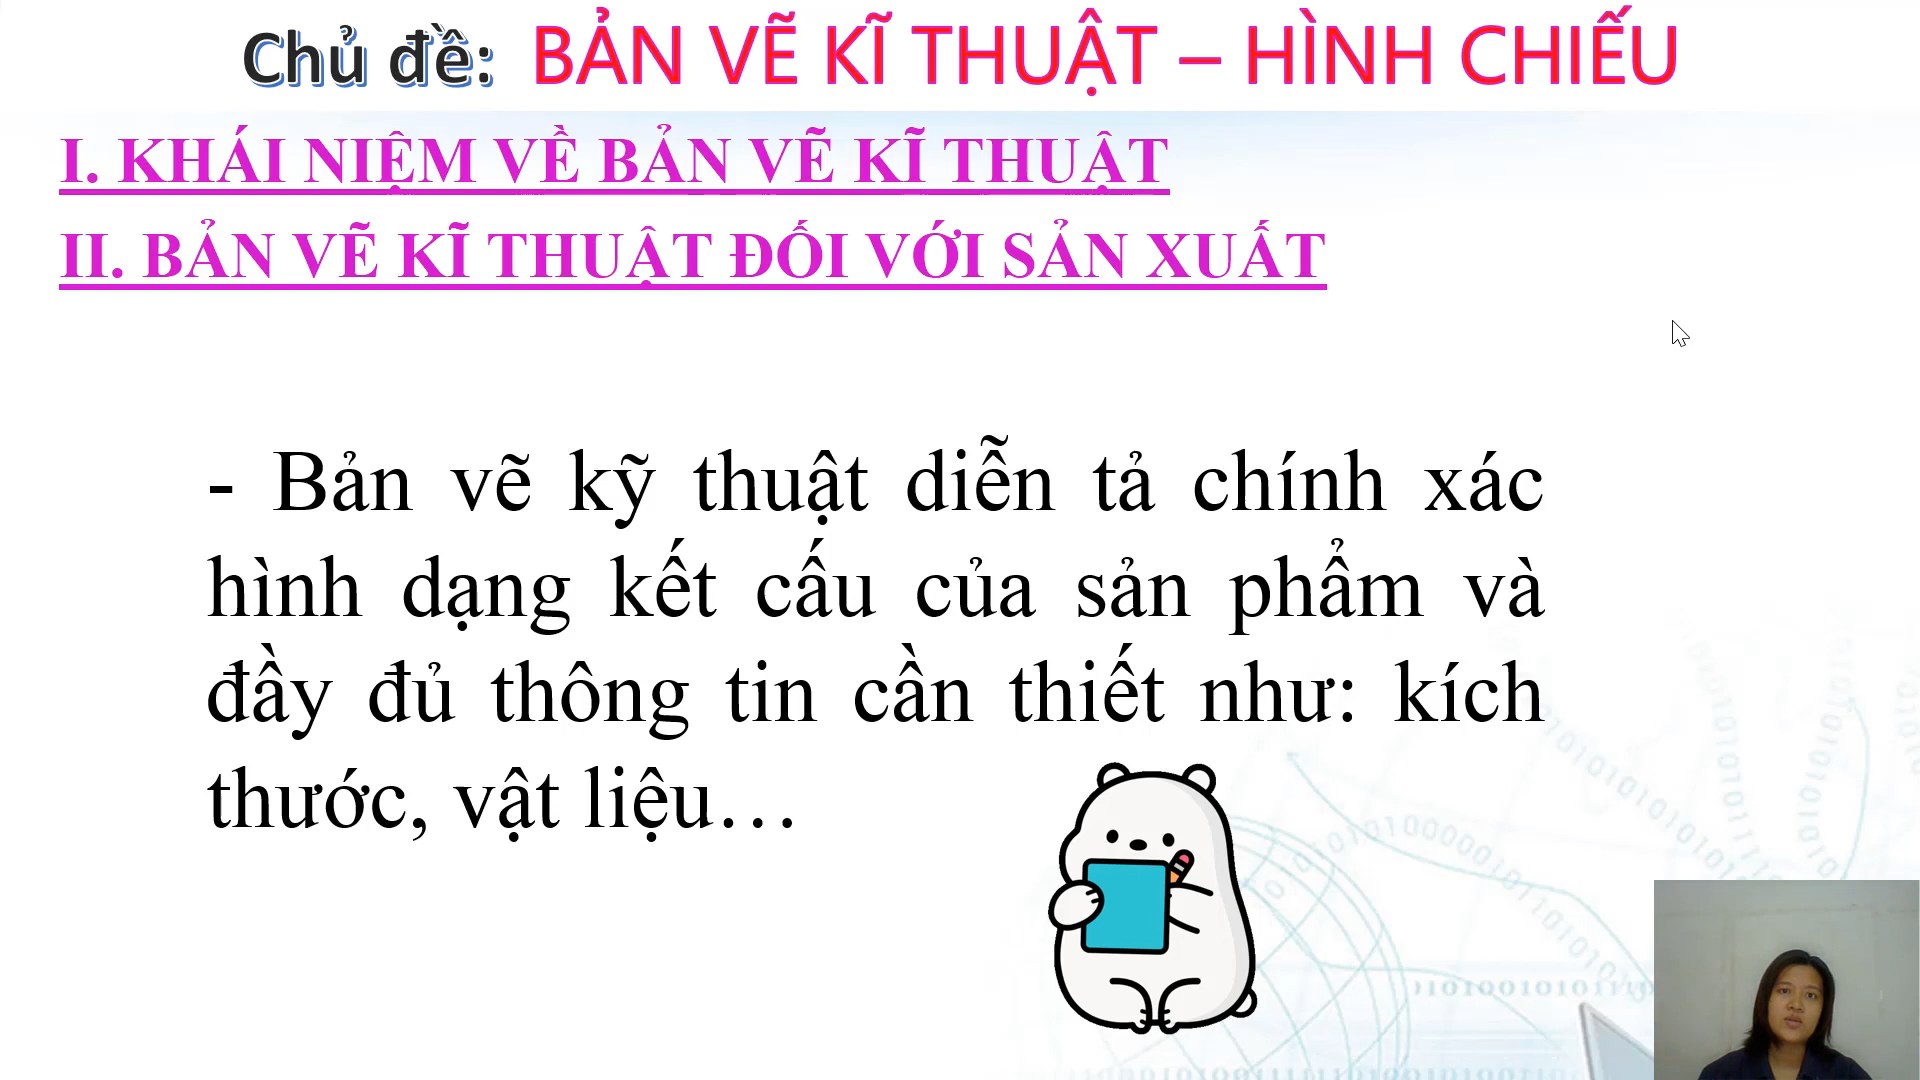 Chủ đề: BẢN VẼ KĨ THUẬT – HÌNH CHIẾU
I. KHÁI NIỆM VỀ BẢN VẼ KĨ THUẬT
II. BẢN VẼ KĨ THUẬT ĐỐI VỚI SẢN XUẤT
- Bản vẽ kỹ thuật diễn tả chính xác
hình dạng kết cấu của sản phẩm và
đầy đủ thông tin cần thiết như: kích
thước, vật liệu…